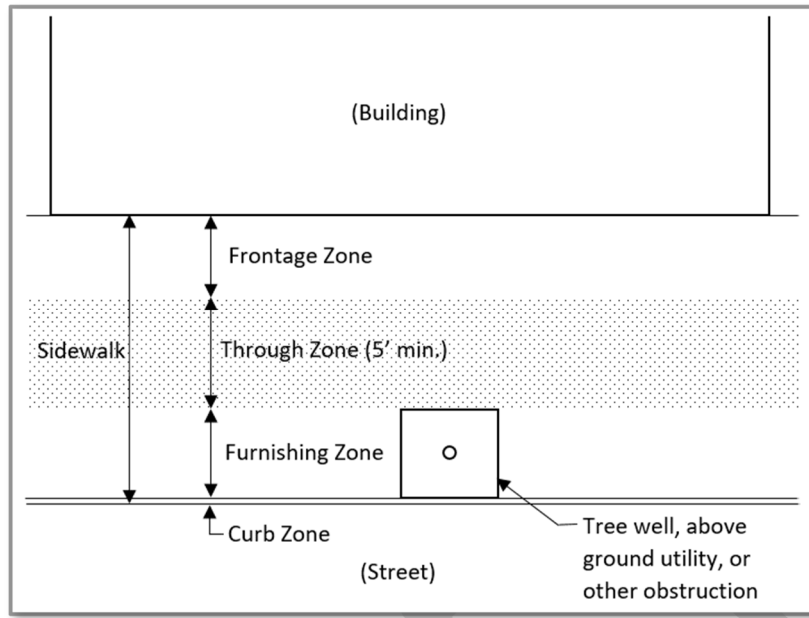 (Building)
Frontage Zone
Sidewalk
Through Zone (5’ min.)
Furnishing Zone
Curb Zone
(Street)
Tree well, above
ground utility, or
other obstruction